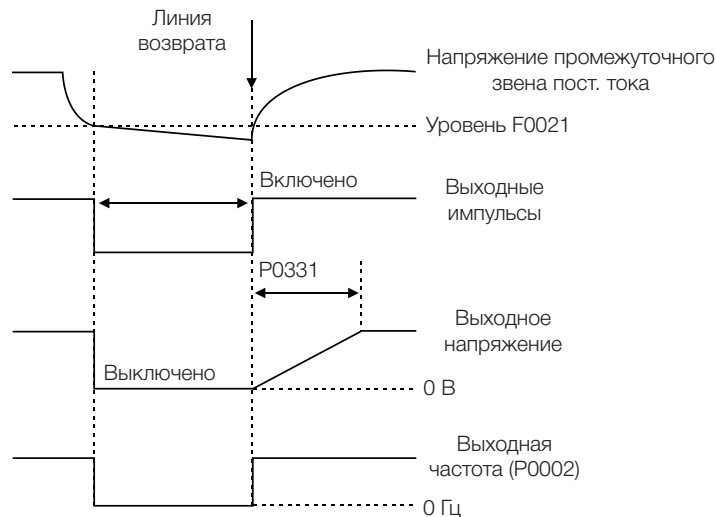 Линия
возврата
Напряжение промежуточного
звена пост. тока
Уровень F0021
Включено
Выходные
импульсы
P0331
Выходное
напряжение
Выключено
0 В
Выходная
частота (P0002)
0 Гц